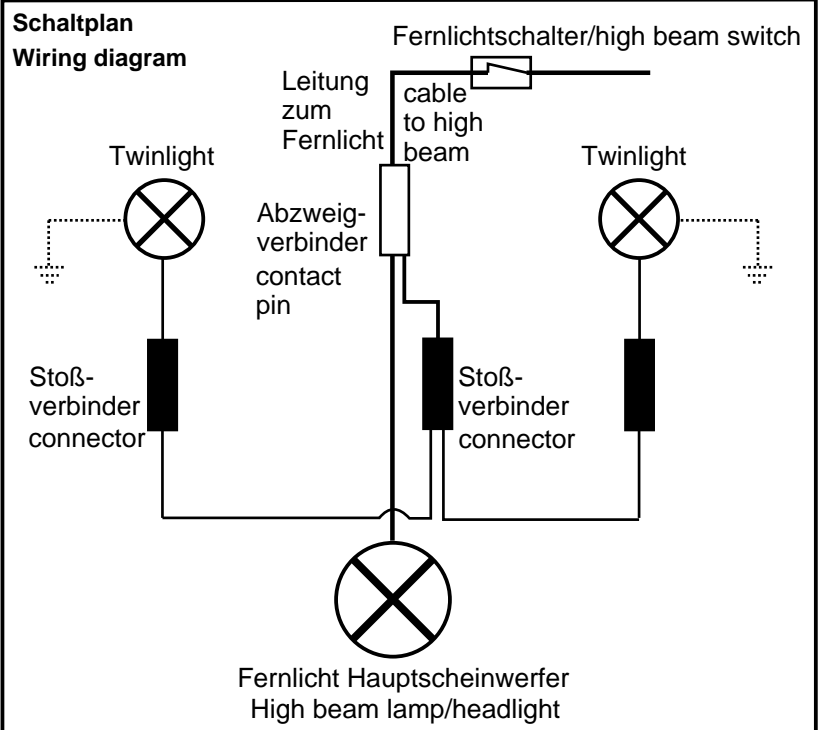 Schaltplan
Wiring diagram
Fernlichtschalter/high beam switch
Leitung
zum
Fernlicht
cable
to high
beam
Twinlight
Twinlight
Abzweig-
verbinder
contact
pin
Stoß-
verbinder
connector
Stoß-
verbinder
connector
Fernlicht Hauptscheinwerfer
High beam lamp/headlight